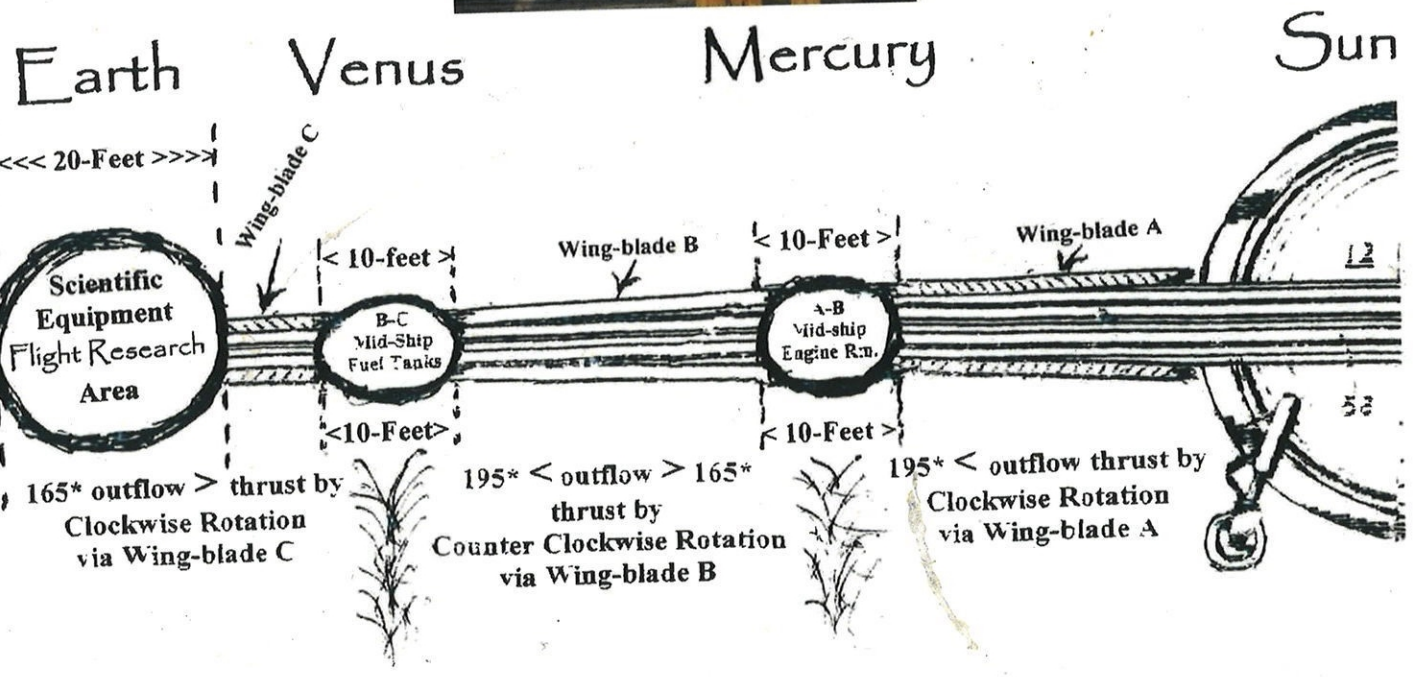 Earth
Venus
Mercury
Sun
<<< 20-Feet >>>>
Wing-blade C
< 10-feet >
Wing-blade B
< 10-Feet >
Wing-blade A
Scientific
Equipment
Flight Research
Area
B-C
Mid-Ship
Fuel Tanks
A-B
Mid-ship
Engine Rm.
12
<10-Feet>
< 10-Feet >
165* outflow > thrust by
Clockwise Rotation
via Wing-blade C
195* < outflow > 165*
thrust by
Counter Clockwise Rotation
via Wing-blade B
195* < outflow thrust by
Clockwise Rotation
via Wing-blade A